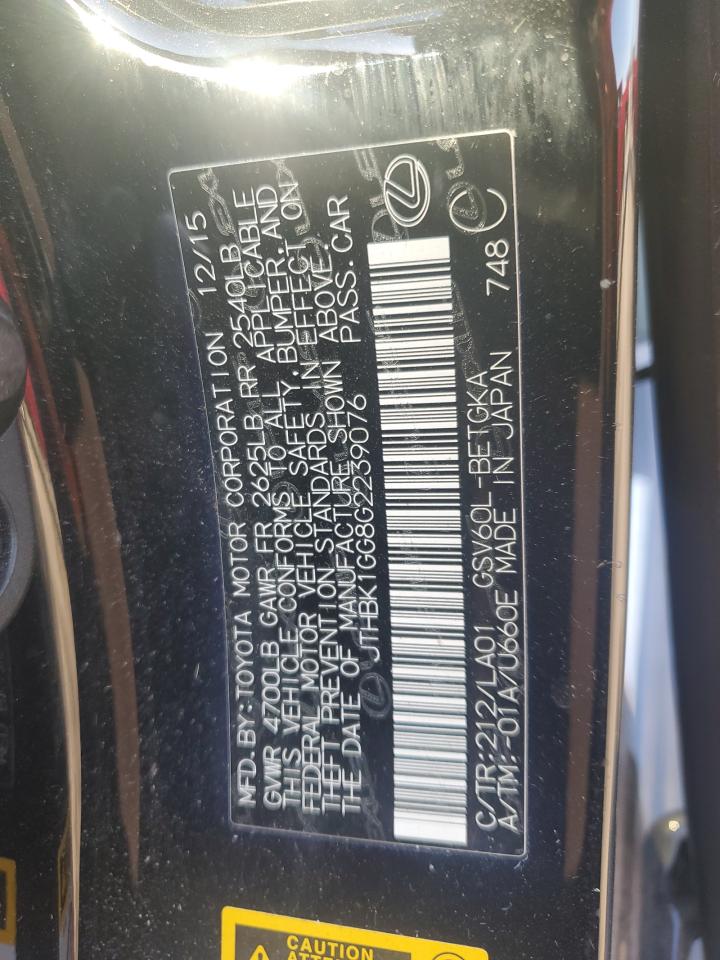 MFD. BY: TOYOTA MOTOR CORPORATION 12/15
GVWR 4700LB GAWR FR 2625LB RR 2540LB
THIS VEHICLE CONFORMS TO ALL APPLICABLE
FEDERAL MOTOR VEHICLE SAFETY, BUMPER, AND
THEFT PREVENTION STANDARDS IN EFFECT ON
THE DATE OF MANUFACTURE SHOWN ABOVE.
JTHBK1GG8G2239076 PASS. CAR
C/TR: 212/LA01 GSV60L-BETGKA
A/TM: -01A/U660E MADE IN JAPAN 748
CAUTION